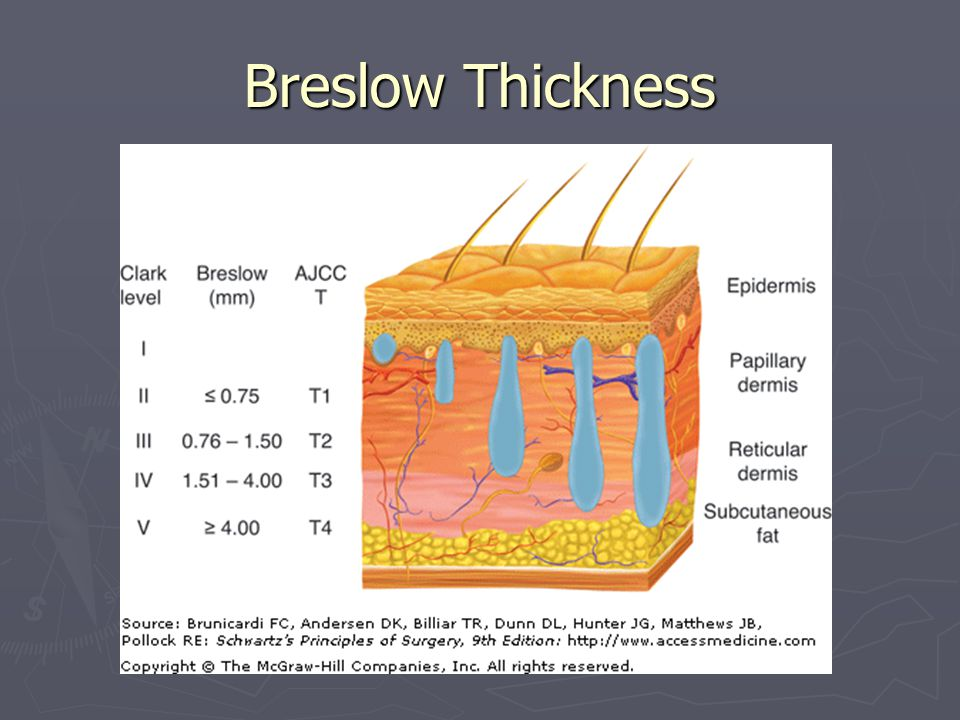 Breslow Thickness
Clark level Breslow (mm) AJCC T
I
II ≤ 0.75 T1
III 0.76 – 1.50 T2
IV 1.51 – 4.00 T3
V ≥ 4.00 T4
Epidermis
Papillary
dermis
Reticular
dermis
Subcutaneous
fat
Source: Brunicardi FC, Andersen DK, Billiar TR, Dunn DL, Hunter JG, Matthews JB,
Pollock RE: Schwartz's Principles of Surgery, 9th Edition: http://www.accessmedicine.com
Copyright © The McGraw-Hill Companies, Inc. All rights reserved.
N
S